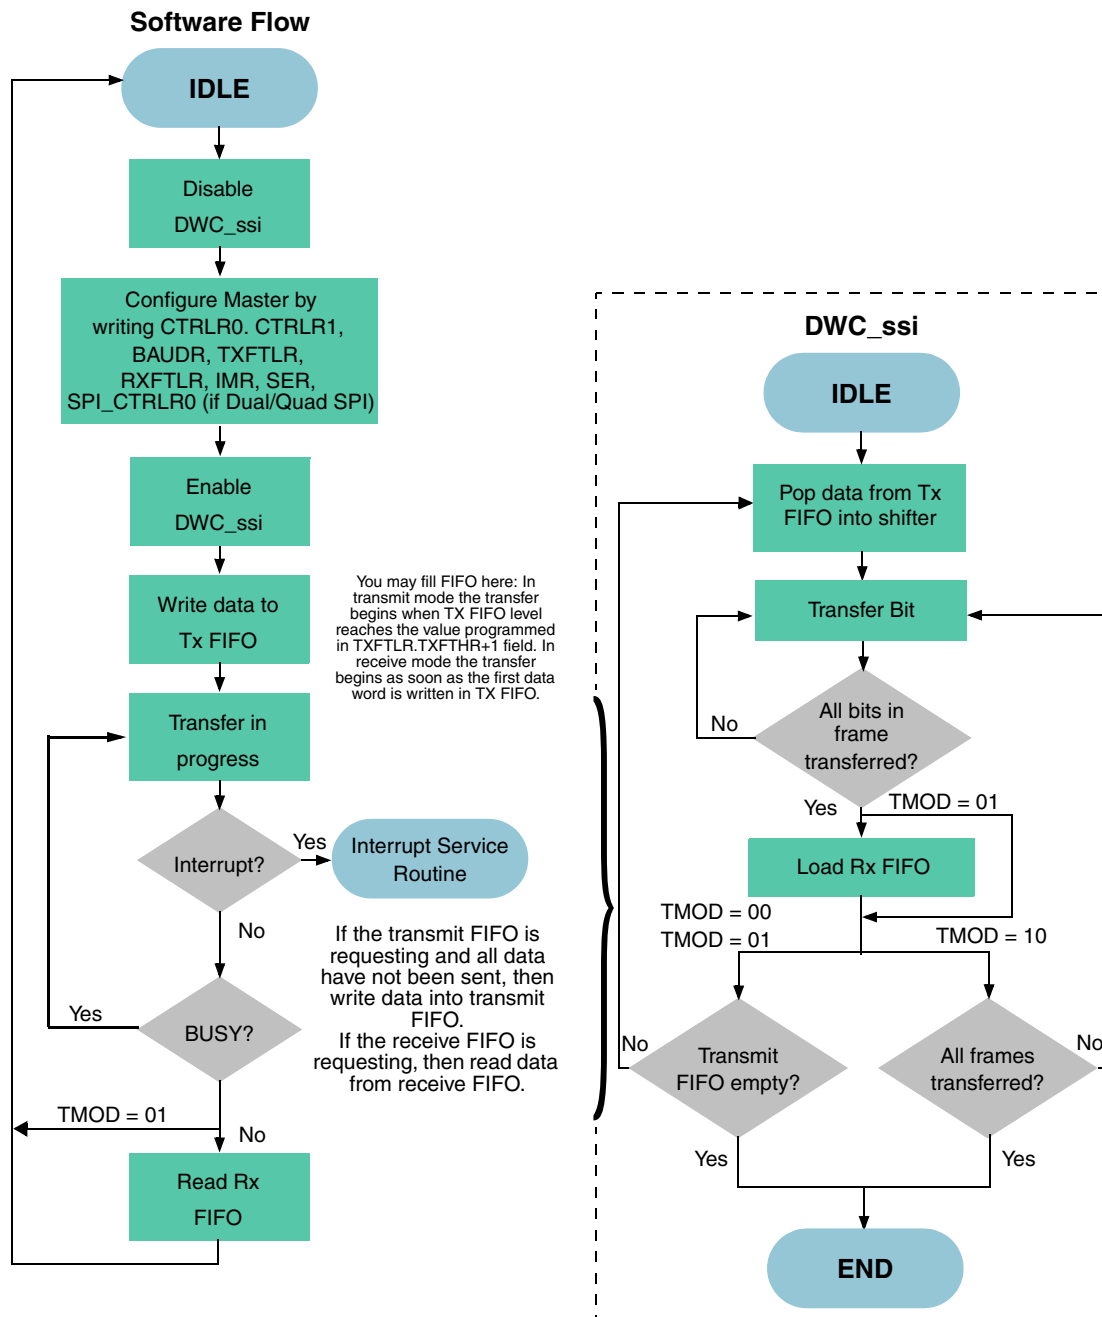 Software Flow
IDLE
Disable
DWC_ssi
Configure Master by
writing CTRLR0. CTRLR1,
BAUDR, TXFTLR,
RXFTLR, IMR, SER,
SPI_CTRLR0 (if Dual/Quad SPI)
Enable
DWC_ssi
Write data to
Tx FIFO
You may fill FIFO here: In
transmit mode the transfer
begins when TX FIFO level
reaches the value programmed
in TXFTLR.TXFTHR+1 field. In
receive mode the transfer
begins as soon as the first data
word is written in TX FIFO.
Transfer in
progress
Interrupt?
Yes
Interrupt Service
Routine
No
If the transmit FIFO is
requesting and all data
have not been sent, then
write data into transmit
FIFO.
If the receive FIFO is
requesting, then read data
from receive FIFO.
BUSY?
Yes
TMOD = 01
No
Read Rx
FIFO
DWC_ssi
IDLE
Pop data from Tx
FIFO into shifter
Transfer Bit
All bits in
frame
transferred?
No
Yes
TMOD = 01
Load Rx FIFO
TMOD = 00
TMOD = 01
TMOD = 10
No
Transmit
FIFO empty?
All frames
transferred?
No
Yes
Yes
END